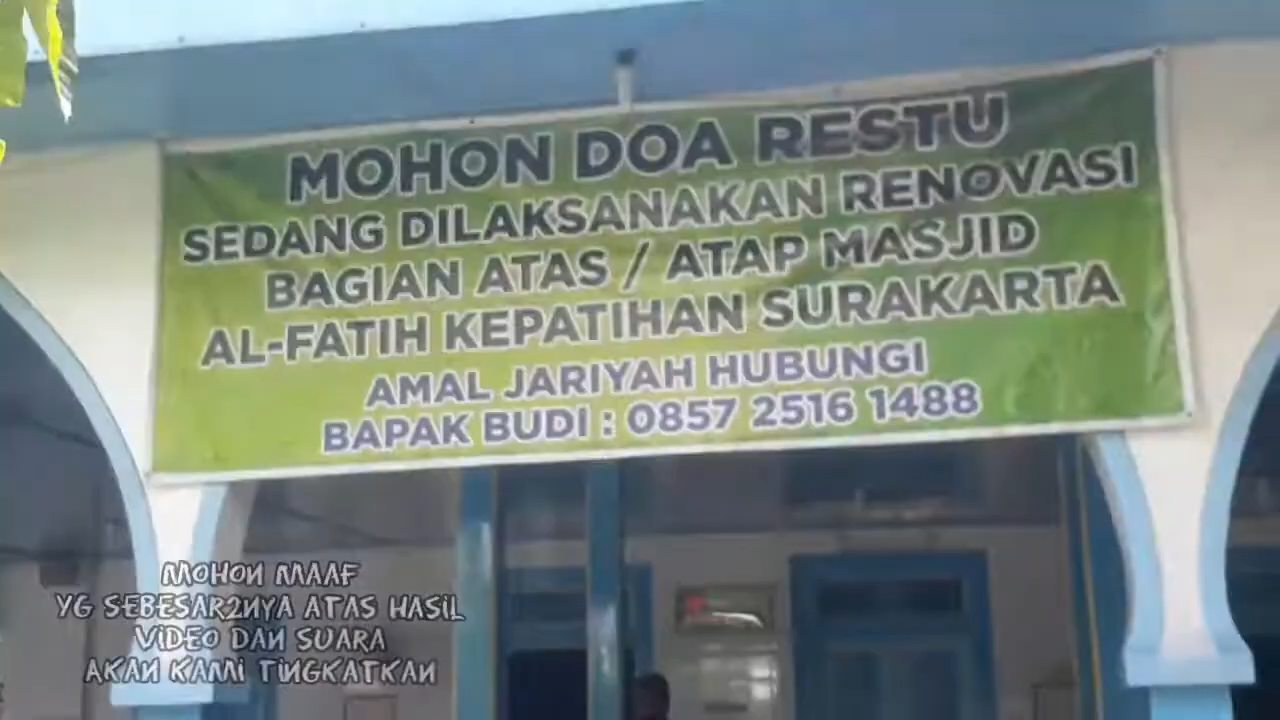 MOHON DOA RESTU
SEDANG DILAKSANAKAN RENOVASI
BAGIAN ATAS / ATAP MASJID
AL-FATIH KEPATIHAN SURAKARTA
AMAL JARIYAH HUBUNGI
BAPAK BUDI : 0857 2516 1488
MOHON MAAF
YG SEBESAR2NYA ATAS HASIL
VIDEO DAN SUARA
AKAN KAMI TINGKATKAN